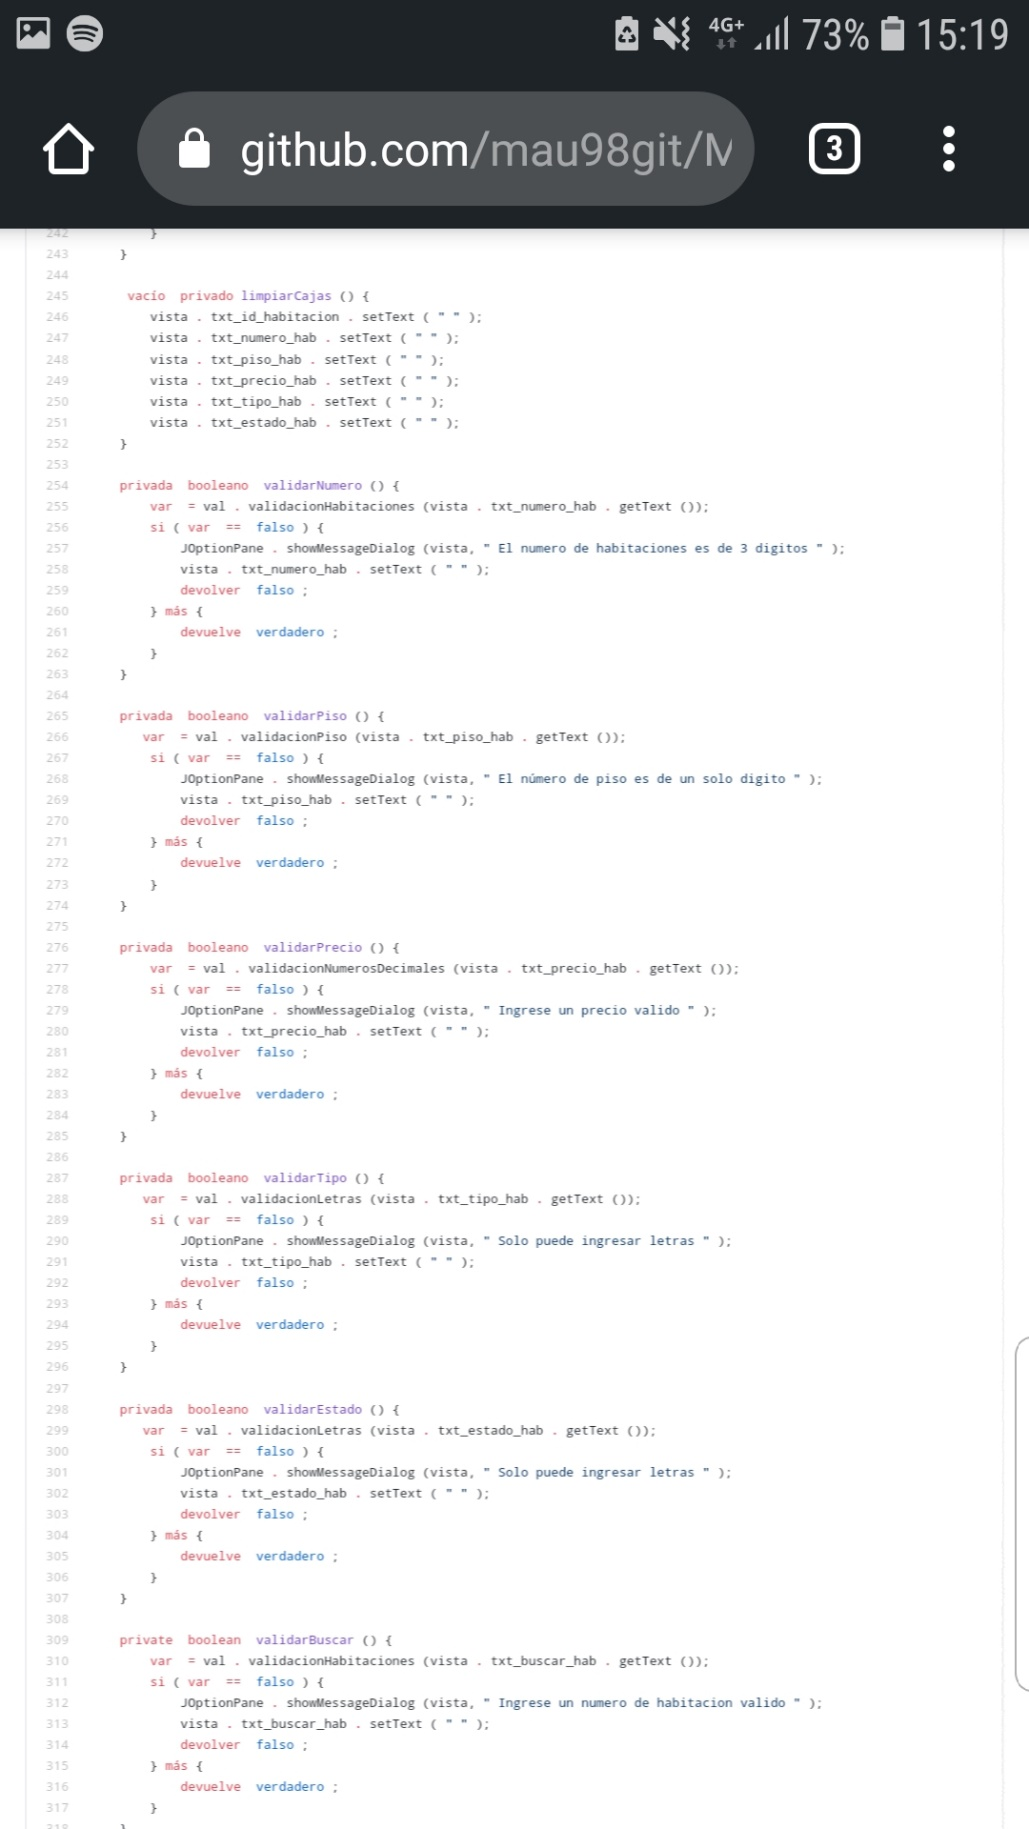 4G+ 73% 15:19
github.com/mau98git/M
3
242 }
243 }
244
245 vacío privado limpiarCajas () {
246 vista . txt_id_habitacion . setText ( " " );
247 vista . txt_numero_hab . setText ( " " );
248 vista . txt_piso_hab . setText ( " " );
249 vista . txt_precio_hab . setText ( " " );
250 vista . txt_tipo_hab . setText ( " " );
251 vista . txt_estado_hab . setText ( " " );
252 }
253
254 privada booleano validarNumero () {
255 var = val . validacionHabitaciones (vista . txt_numero_hab . getText ());
256 si ( var == falso ) {
257 JOptionPane . showMessageDialog (vista, " El numero de habitaciones es de 3 digitos " );
258 vista . txt_numero_hab . setText ( " " );
259 devolver falso ;
260 } más {
261 devuelve verdadero ;
262 }
263 }
264
265 privada booleano validarPiso () {
266 var = val . validacionPiso (vista . txt_piso_hab . getText ());
267 si ( var == falso ) {
268 JOptionPane . showMessageDialog (vista, " El número de piso es de un solo digito " );
269 vista . txt_piso_hab . setText ( " " );
270 devolver falso ;
271 } más {
272 devuelve verdadero ;
273 }
274 }
275
276 privada booleano validarPrecio () {
277 var = val . validacionNumerosDecimales (vista . txt_precio_hab . getText ());
278 si ( var == falso ) {
279 JOptionPane . showMessageDialog (vista, " Ingrese un precio valido " );
280 vista . txt_precio_hab . setText ( " " );
281 devolver falso ;
282 } más {
283 devuelve verdadero ;
284 }
285 }
286
287 privada booleano validarTipo () {
288 var = val . validacionLetras (vista . txt_tipo_hab . getText ());
289 si ( var == falso ) {
290 JOptionPane . showMessageDialog (vista, " Solo puede ingresar letras " );
291 vista . txt_tipo_hab . setText ( " " );
292 devolver falso ;
293 } más {
294 devuelve verdadero ;
295 }
296 }
297
298 privada booleano validarEstado () {
299 var = val . validacionLetras (vista . txt_estado_hab . getText ());
300 si ( var == falso ) {
301 JOptionPane . showMessageDialog (vista, " Solo puede ingresar letras " );
302 vista . txt_estado_hab . setText ( " " );
303 devolver falso ;
304 } más {
305 devuelve verdadero ;
306 }
307 }
308
309 private boolean validarBuscar () {
310 var = val . validacionHabitaciones (vista . txt_buscar_hab . getText ());
311 si ( var == falso ) {
312 JOptionPane . showMessageDialog (vista, " Ingrese un numero de habitacion valido " );
313 vista . txt_buscar_hab . setText ( " " );
314 devolver falso ;
315 } más {
316 devuelve verdadero ;
317 }
318 }